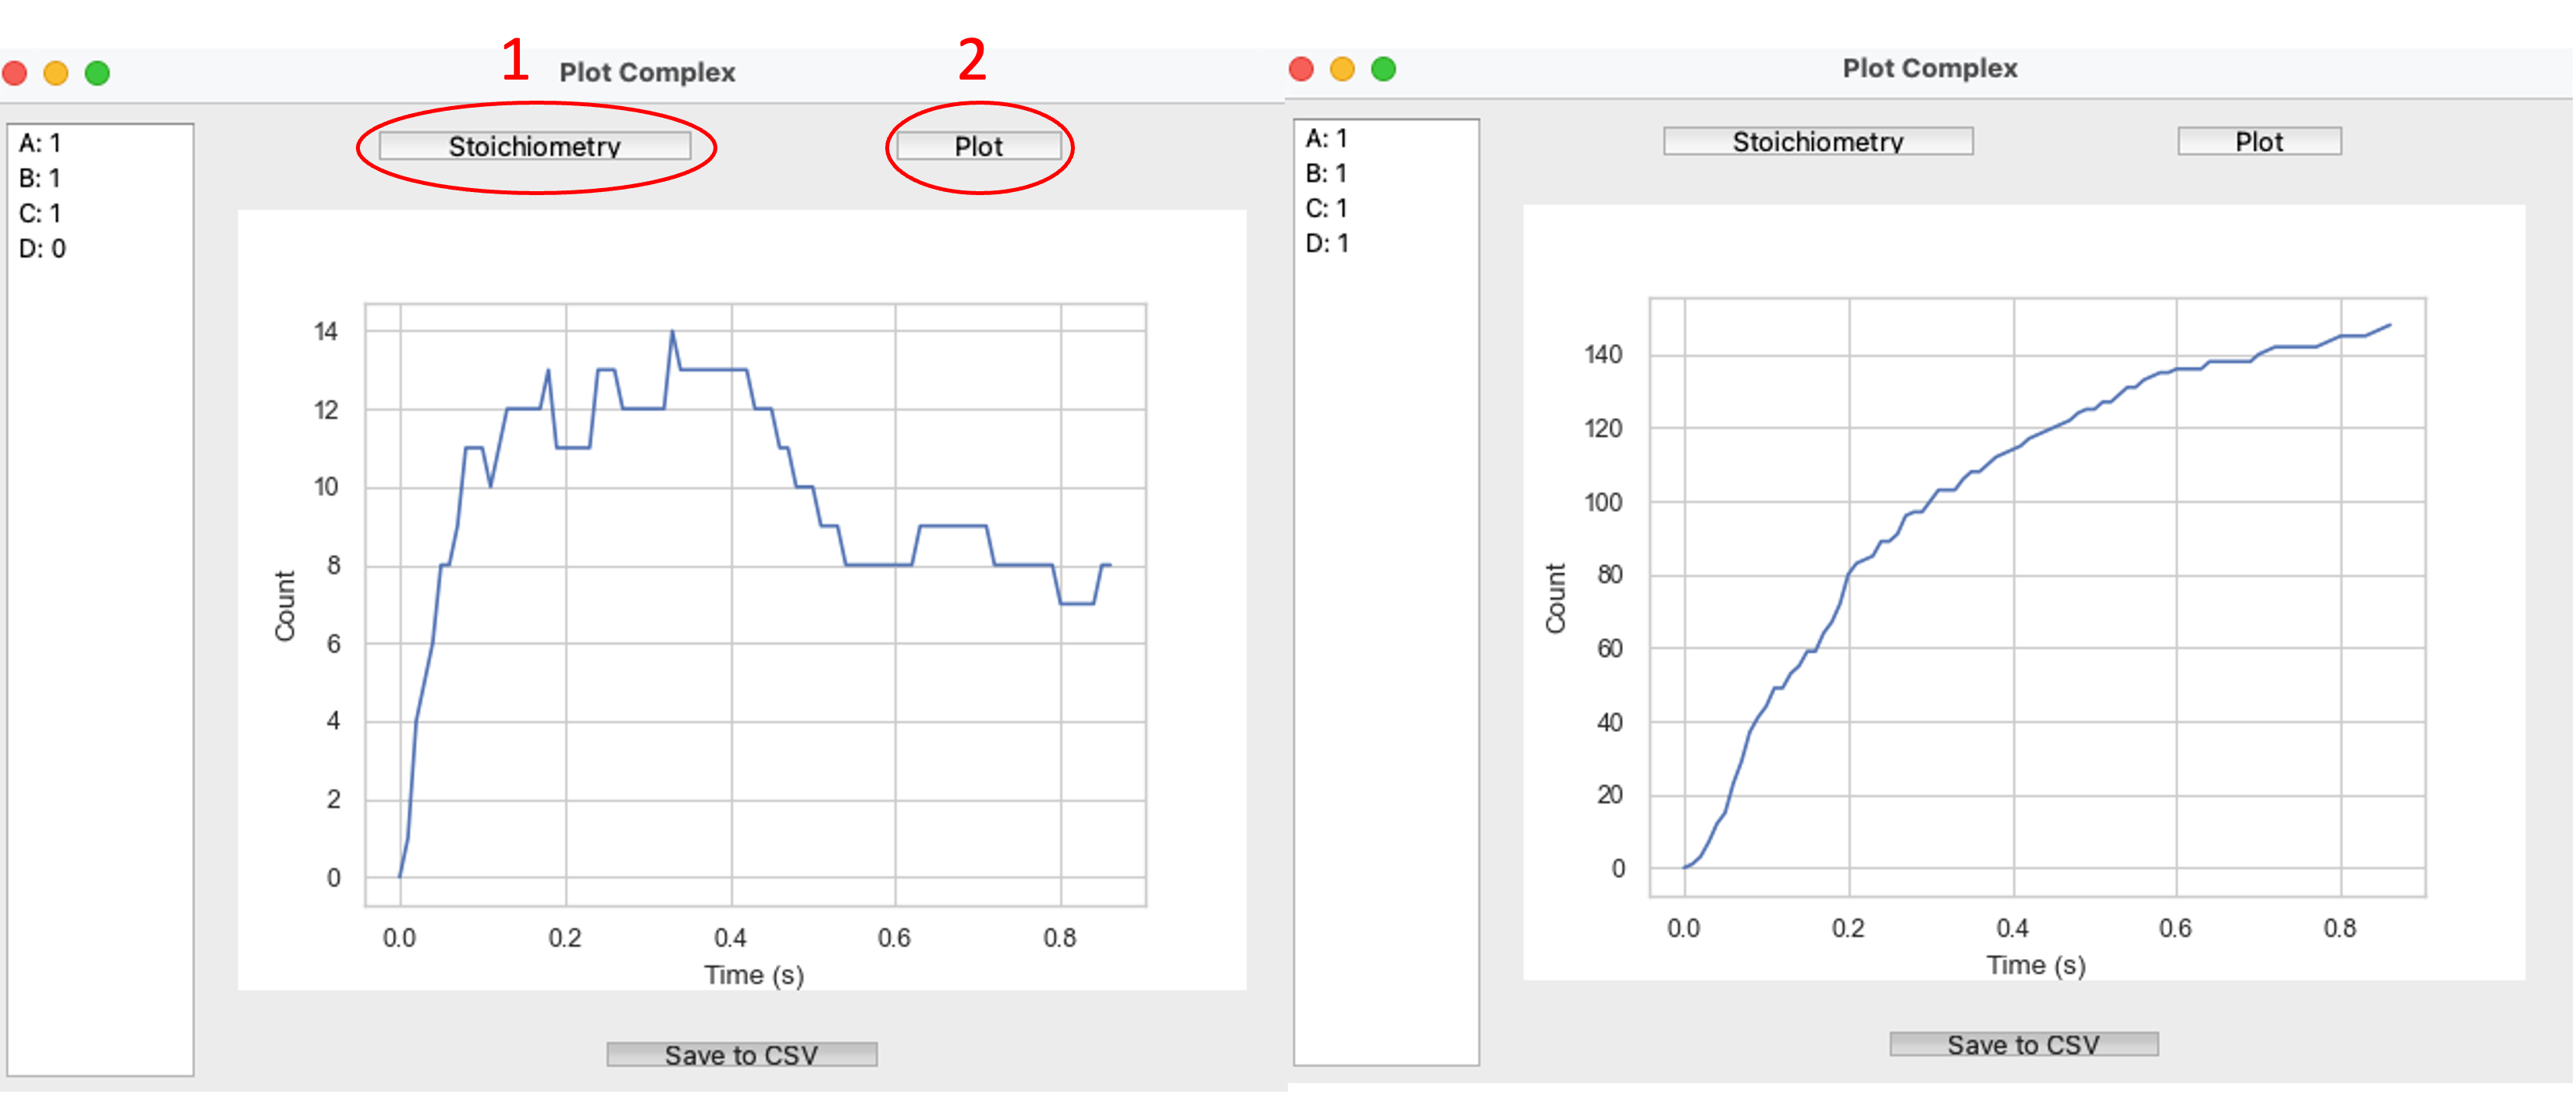 1
2
Plot Complex
Stoichiometry
Plot
A: 1
B: 1
C: 1
D: 0
14
12
10
8
6
4
2
0
Count
0.0 0.2 0.4 0.6 0.8
Time (s)
Save to CSV
Plot Complex
Stoichiometry
Plot
A: 1
B: 1
C: 1
D: 1
140
120
100
80
60
40
20
0
Count
0.0 0.2 0.4 0.6 0.8
Time (s)
Save to CSV